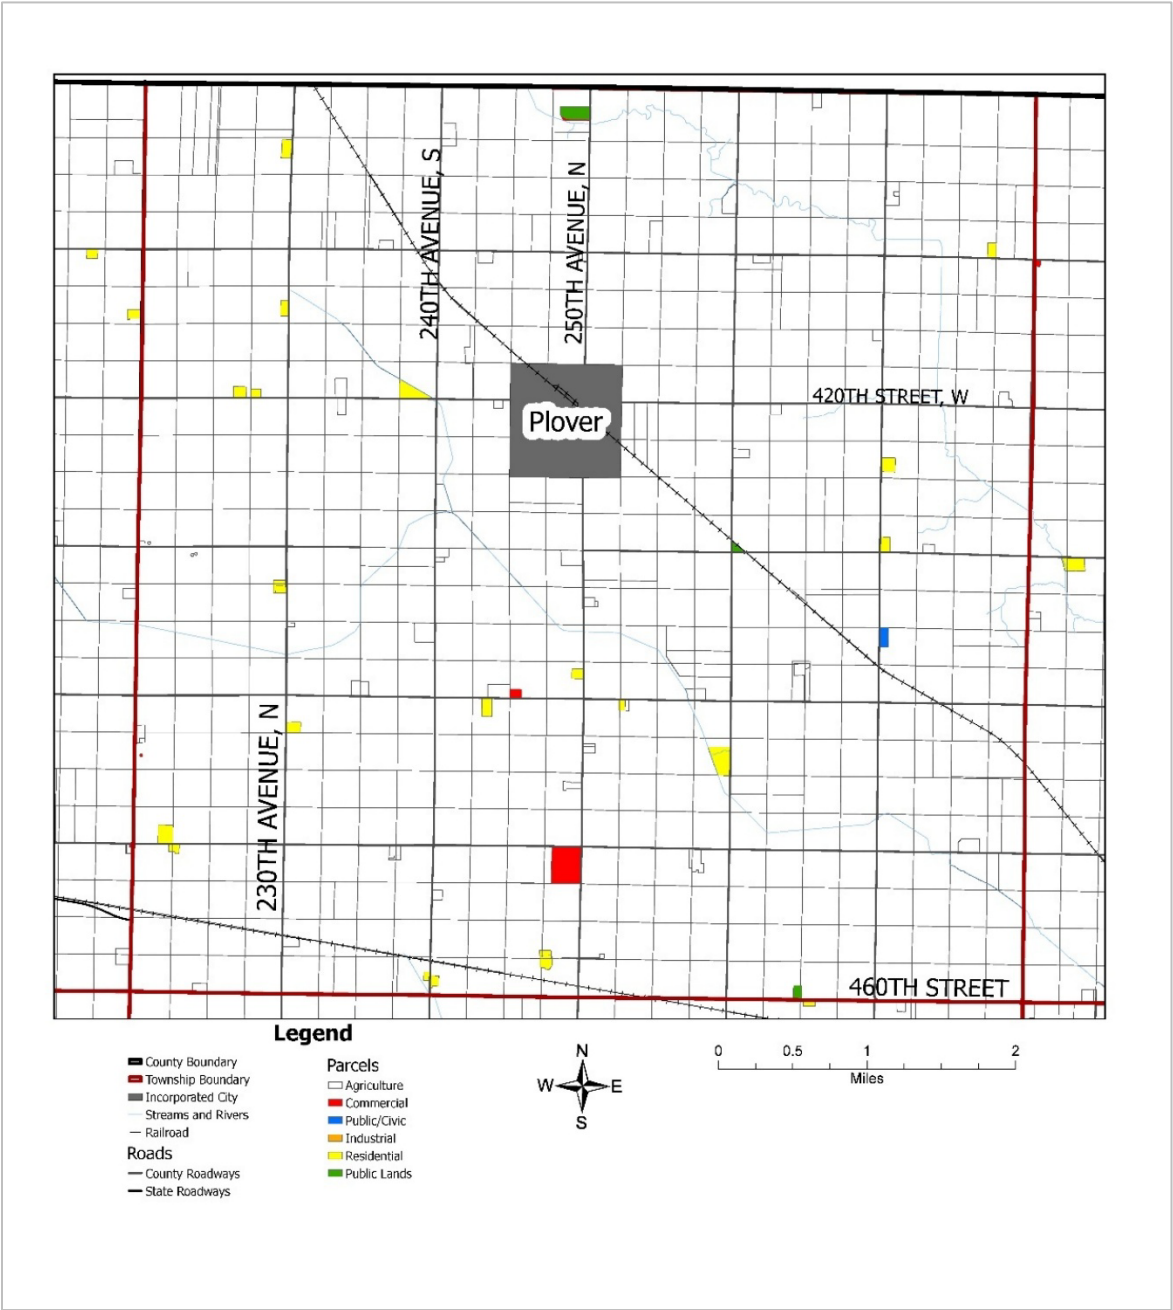 240TH AVENUE, S
250TH AVENUE, N
420TH STREET, W
Plover
230TH AVENUE, N
460TH STREET
Legend
County Boundary
Township Boundary
Incorporated City
Streams and Rivers
Railroad
Roads
County Roadways
State Roadways
Parcels
Agriculture
Commercial
Public/Civic
Industrial
Residential
Public Lands
N
W E
S
0 0.5 1 2
Miles